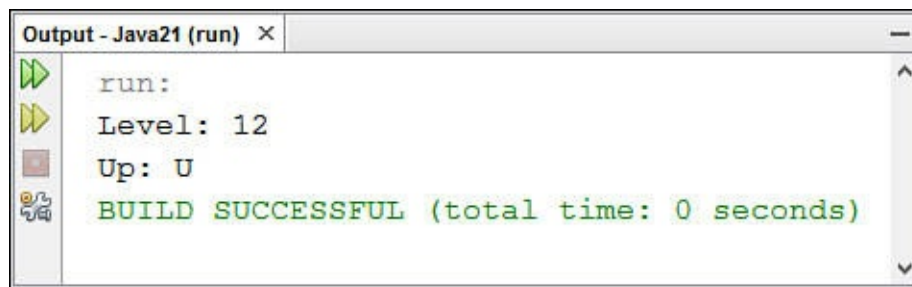 Output - Java21 (run) ×
run:
Level: 12
Up: U
BUILD SUCCESSFUL (total time: 0 seconds)